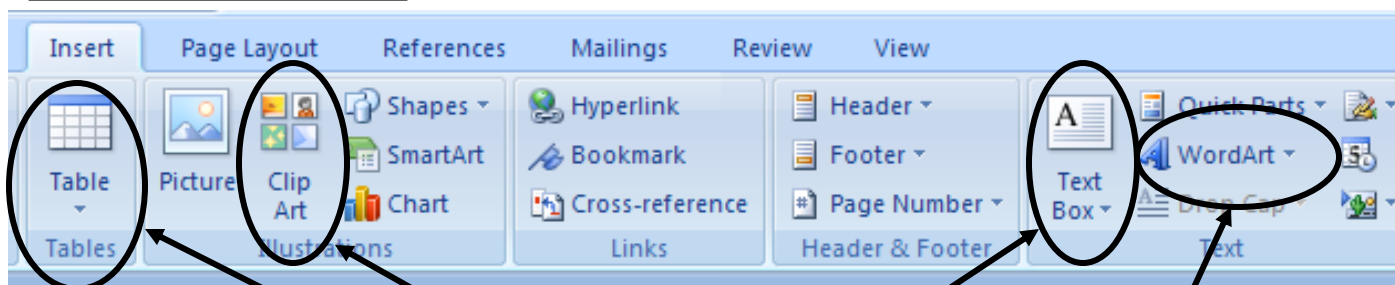 Insert Page Layout References Mailings Review View
Table
Tables
Picture
Clip
Art
Shapes
SmartArt
Chart
Illustrations
Hyperlink
Bookmark
Cross-reference
Links
Header
Footer
Page Number
Header & Footer
A
Text
Box
Quick Parts
WordArt
Drop Cap
Text